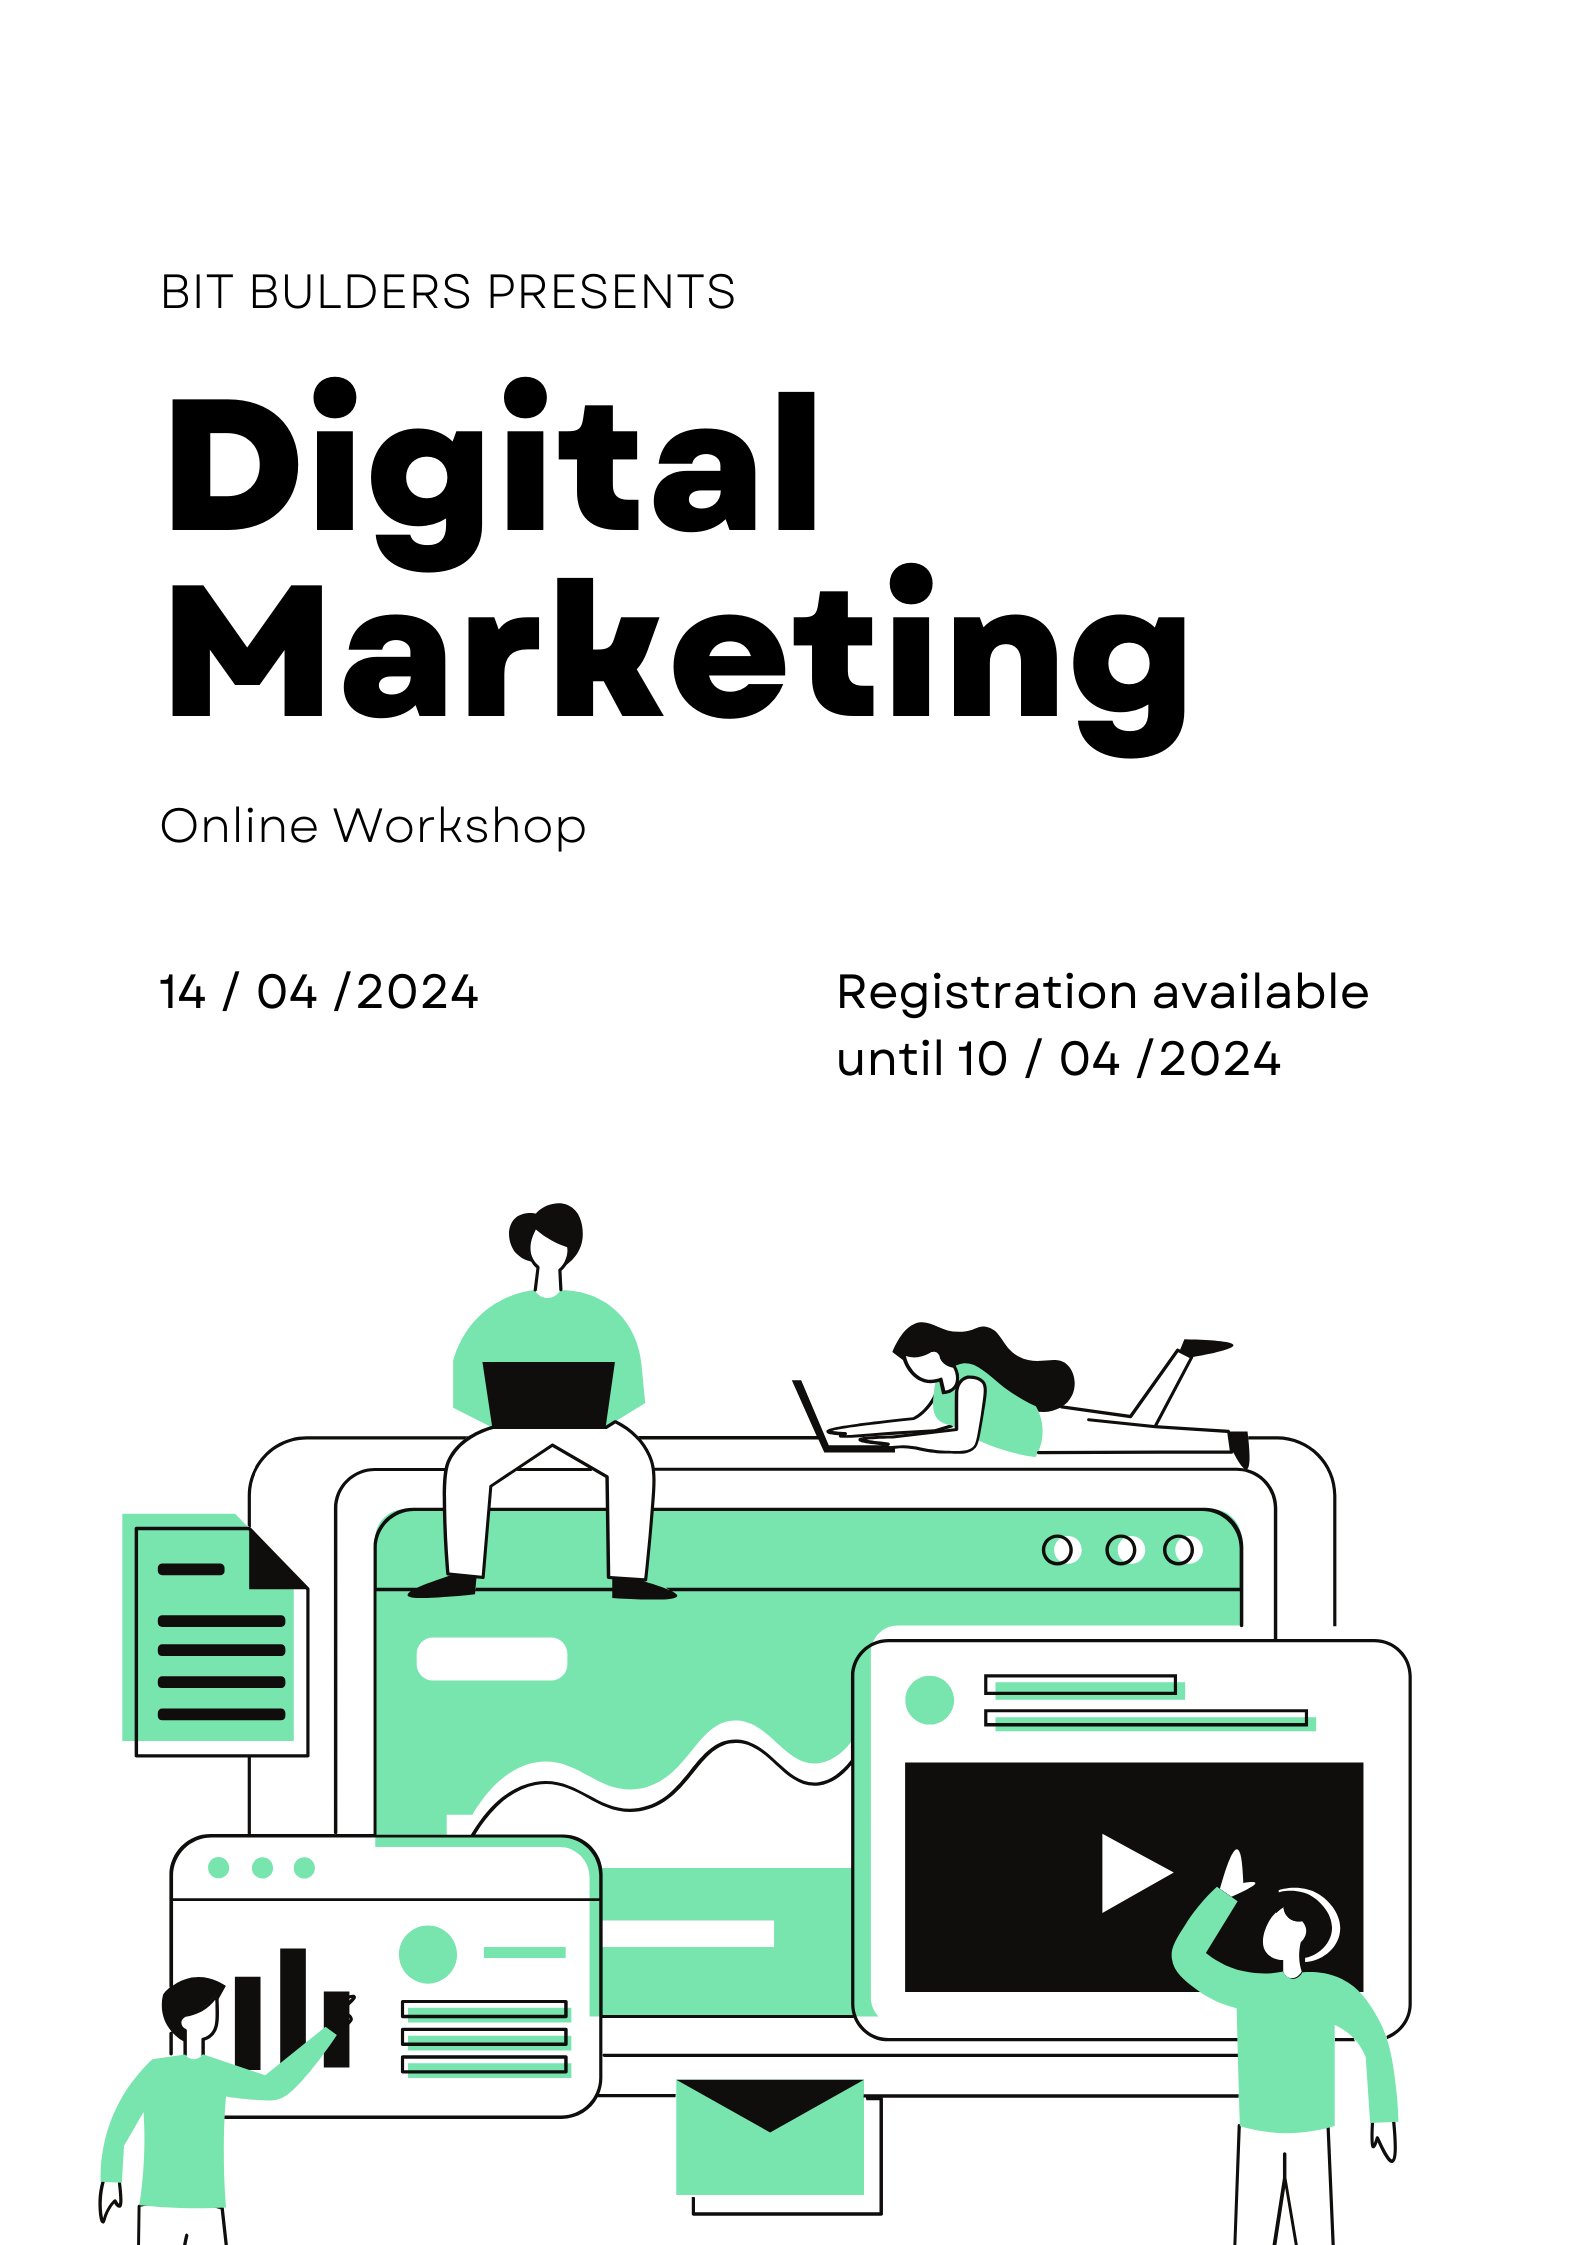 BIT BULDERS PRESENTS
Digital
Marketing
Online Workshop
14 / 04 /2024
Registration available
until 10 / 04 /2024